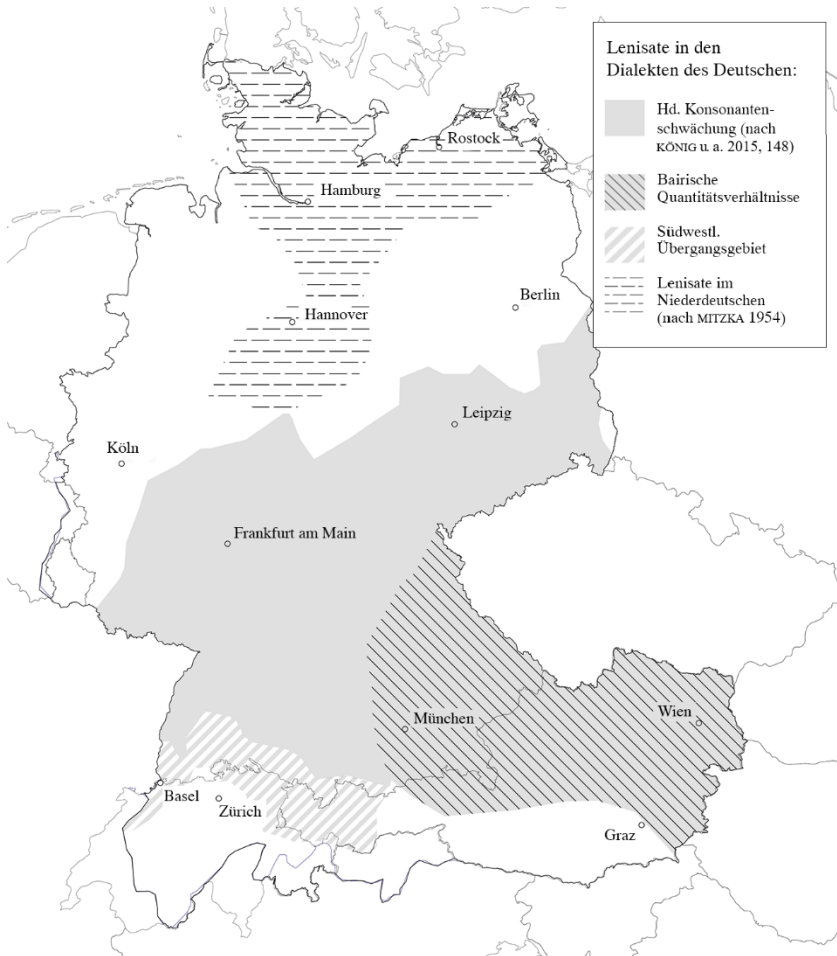 Lenisate in den
Dialekten des Deutschen:
Hd. Konsonanten-
schwächung (nach
KÖNIG u. a. 2015, 148)
Bairische
Quantitätsverhältnisse
Südwestl.
Übergangsgebiet
Lenisate im
Niederdeutschen
(nach MITZKA 1954)
Rostock
Hamburg
Berlin
Hannover
Leipzig
Köln
Frankfurt am Main
München
Wien
Basel
Zürich
Graz